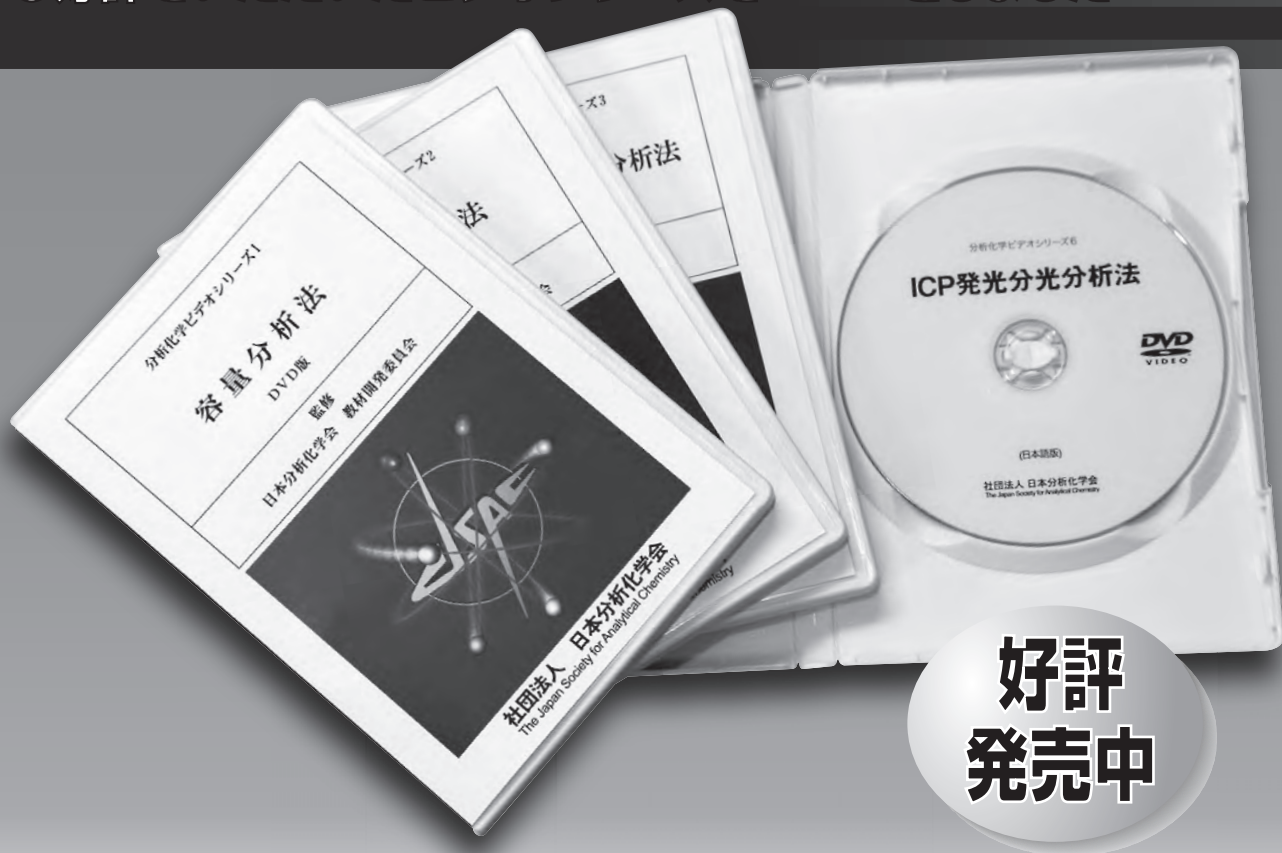 分析化学ビデオシリーズ1
容量分析法
DVD版
監修
日本分析化学会 教材開発委員会
JSAC
社団法人 日本分析化学会
The Japan Society for Analytical Chemistry
ーズ2
法
会
emistry
ーズ3
分析法
分析化学ビデオシリーズ6
ICP発光分光分析法
DVD
VIDEO
(日本語版)
社団法人 日本分析化学会
The Japan Society for Analytical Chemistry
好評
発売中